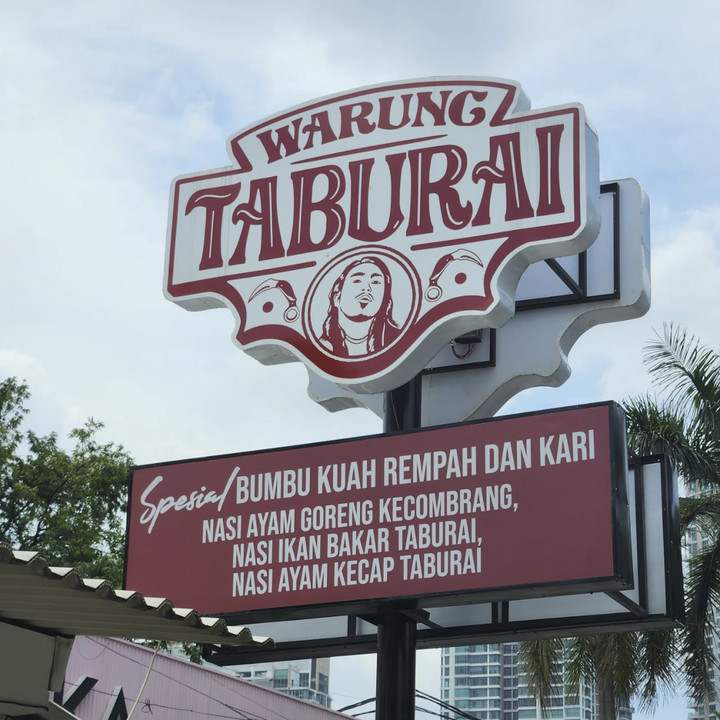 WARUNG
TABURAI
Spesial BUMBU KUAH REMPAH DAN KARI
NASI AYAM GORENG KECOMBRANG,
NASI IKAN BAKAR TABURAI,
NASI AYAM KECAP TABURAI